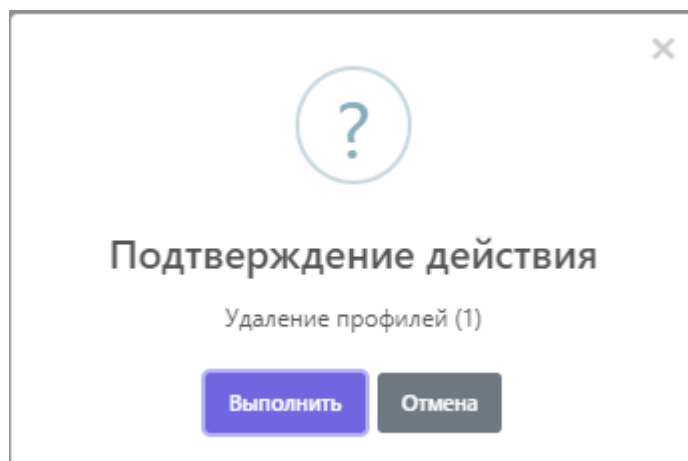 ×
?
Подтверждение действия
Удаление профилей (1)
Выполнить Отмена